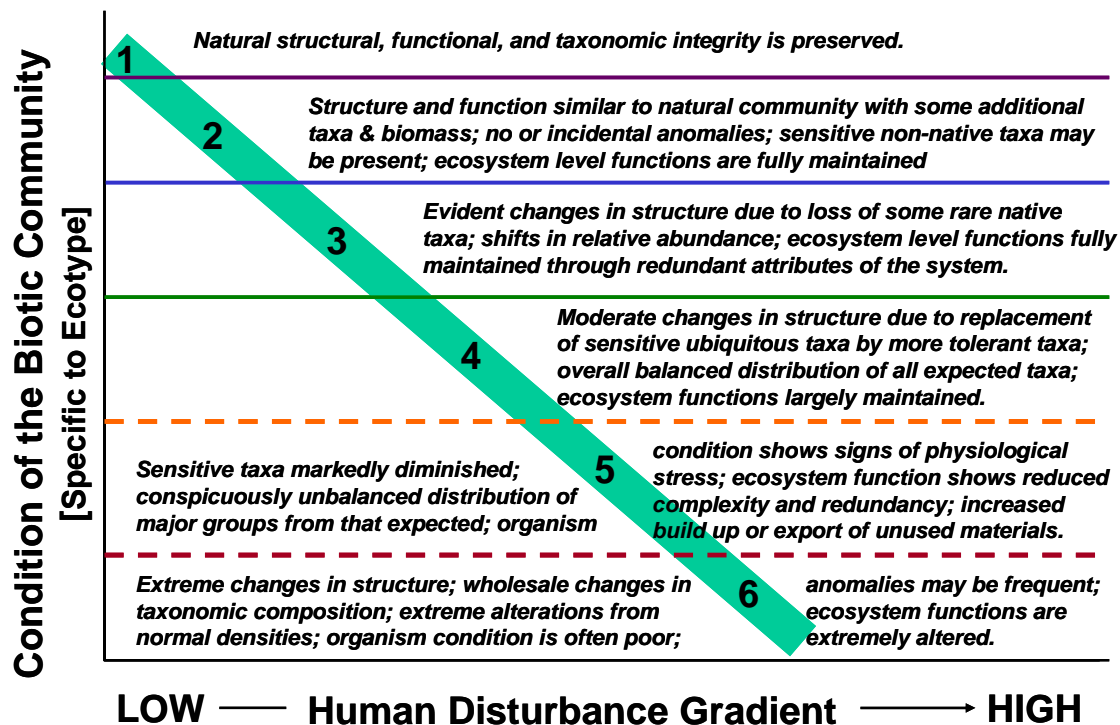 Condition of the Biotic Community
[Specific to Ecotype]
1
Natural structural, functional, and taxonomic integrity is preserved.
2
Structure and function similar to natural community with some additional
taxa & biomass; no or incidental anomalies; sensitive non-native taxa may
be present; ecosystem level functions are fully maintained
3
Evident changes in structure due to loss of some rare native
taxa; shifts in relative abundance; ecosystem level functions fully
maintained through redundant attributes of the system.
4
Moderate changes in structure due to replacement
of sensitive ubiquitous taxa by more tolerant taxa;
overall balanced distribution of all expected taxa;
ecosystem functions largely maintained.
Sensitive taxa markedly diminished;
conspicuously unbalanced distribution of
major groups from that expected; organism
5
condition shows signs of physiological
stress; ecosystem function shows reduced
complexity and redundancy; increased
build up or export of unused materials.
Extreme changes in structure; wholesale changes in
taxonomic composition; extreme alterations from
normal densities; organism condition is often poor;
6
anomalies may be frequent;
ecosystem functions are
extremely altered.
LOW Human Disturbance Gradient HIGH